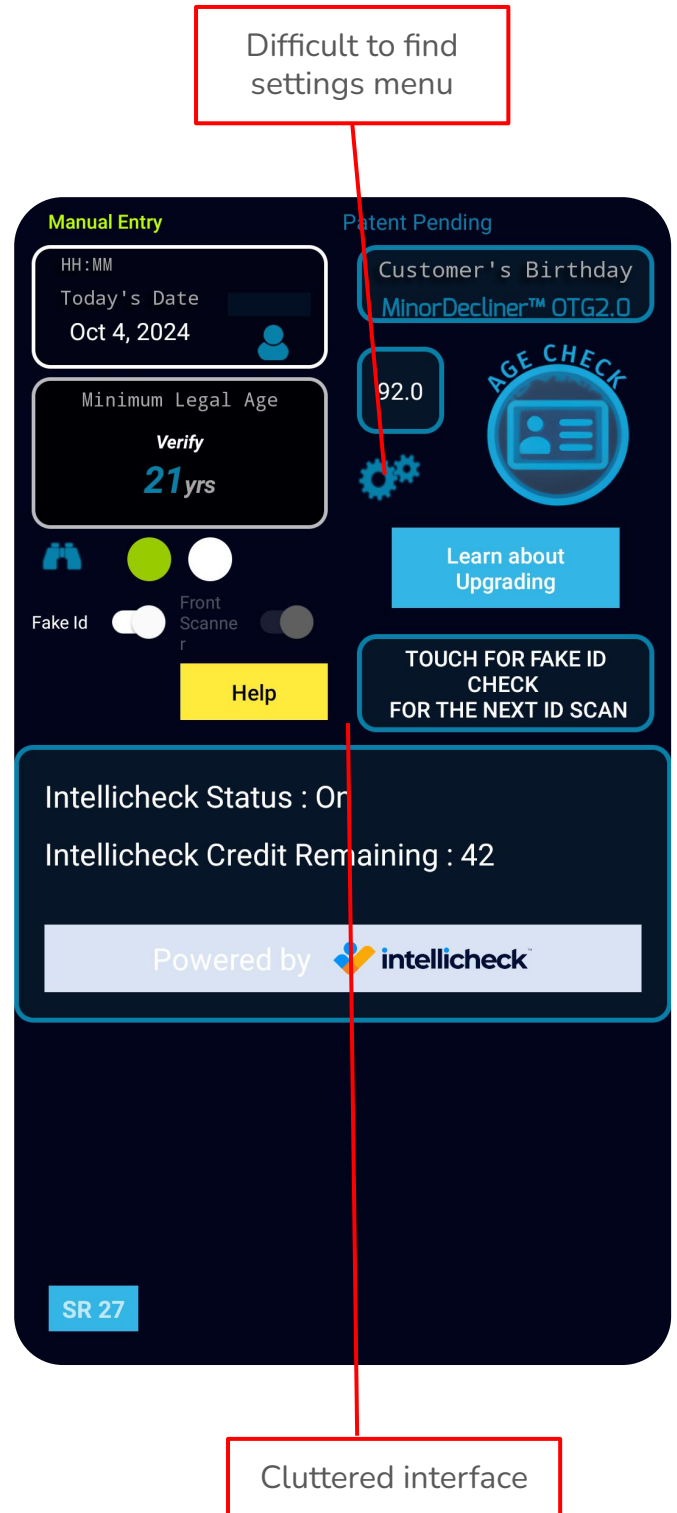 Difficult to find
settings menu
Manual Entry
Patent Pending
HH:MM
Today's Date
Oct 4, 2024
Customer's Birthday
MinorDecliner™ OTG2.0
Minimum Legal Age
Verify
21yrs
92.0
AGE CHECK
Learn about
Upgrading
Fake Id
Front
Scanne
r
Help
TOUCH FOR FAKE ID
CHECK
FOR THE NEXT ID SCAN
Intellicheck Status : On
Intellicheck Credit Remaining : 42
Powered by intellicheck
SR 27
Cluttered interface